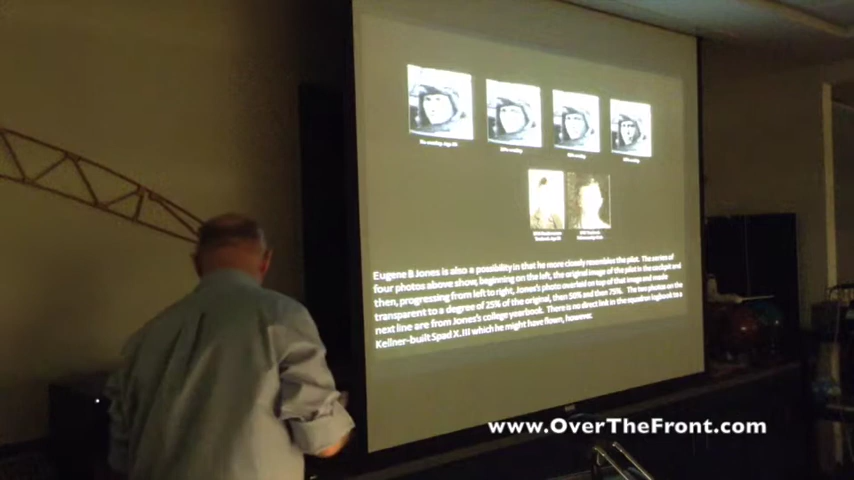 Eugene B Jones is also a possibility in that he more closely resembles the pilot. The series of
four photos above show, beginning on the left, the original image of the pilot in the cockpit and
then, progressing from left to right, Jones's photo overlaid on top of that image and made
transparent to a degree of 25% of the original, then 50% and then 75%. The two photos on the
next line are from Jones's college yearbook. There is no direct link in the squadron logbook to a
Kellner-built Spad X.III which he might have flown, however.
www.OverTheFront.com